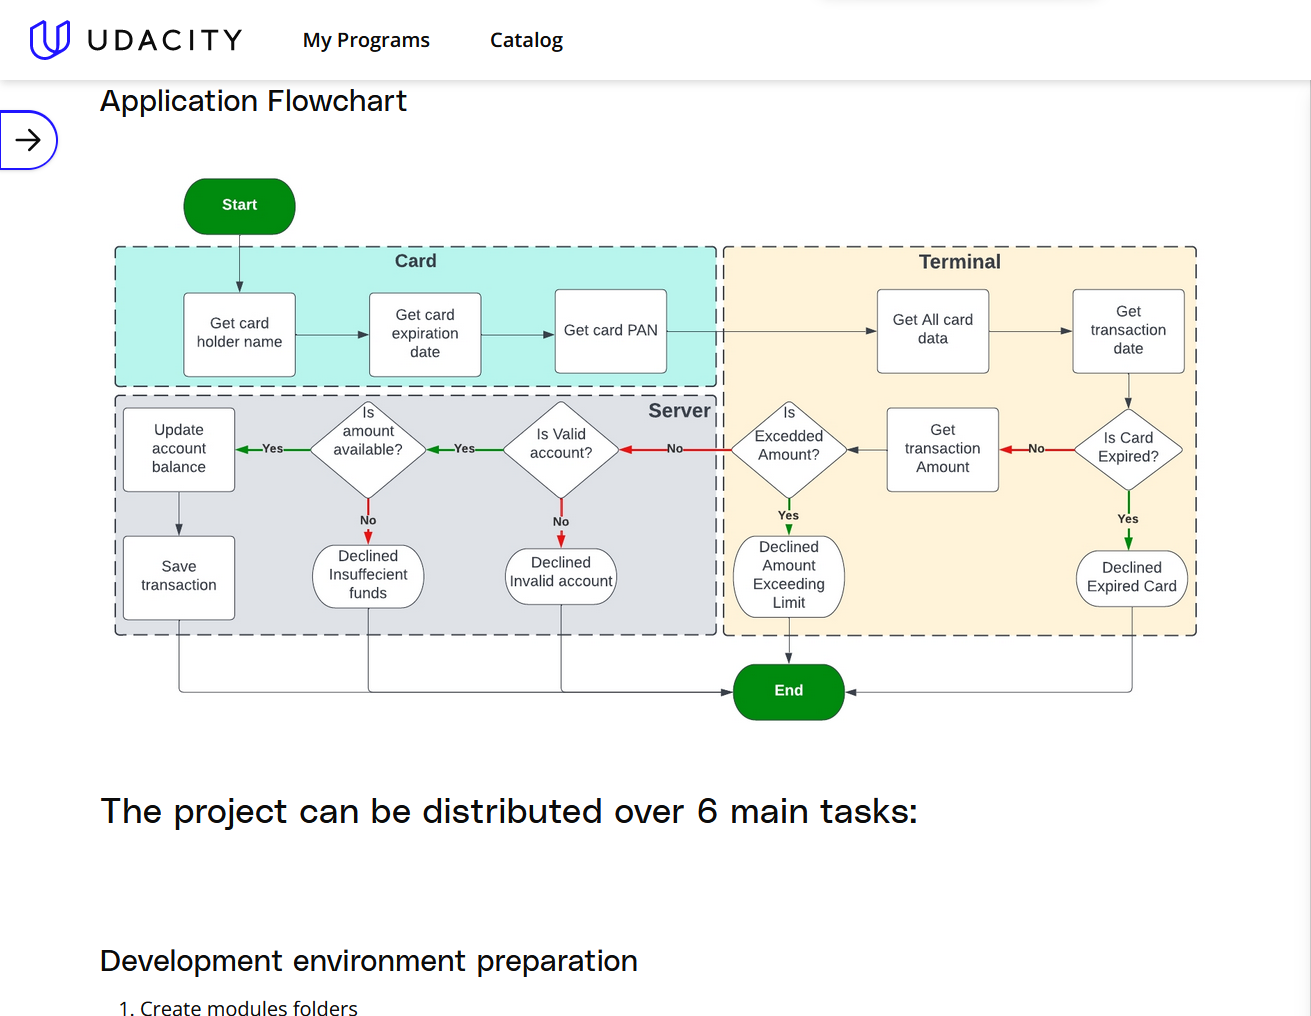 UDACITY
My Programs
Catalog
Application Flowchart
Start
Card
Get card
holder name
Get card
expiration
date
Get card PAN
Terminal
Get All card
data
Get
transaction
date
Is Card
Expired?
No
Yes
Declined
Expired Card
Get
transaction
Amount
Is
Excedded
Amount?
No
Yes
Declined
Amount
Exceeding
Limit
Server
Is Valid
account?
Yes
No
Declined
Invalid account
Is
amount
available?
Yes
No
Declined
Insuffecient
funds
Update
account
balance
Save
transaction
End
The project can be distributed over 6 main tasks:
Development environment preparation
1. Create modules folders